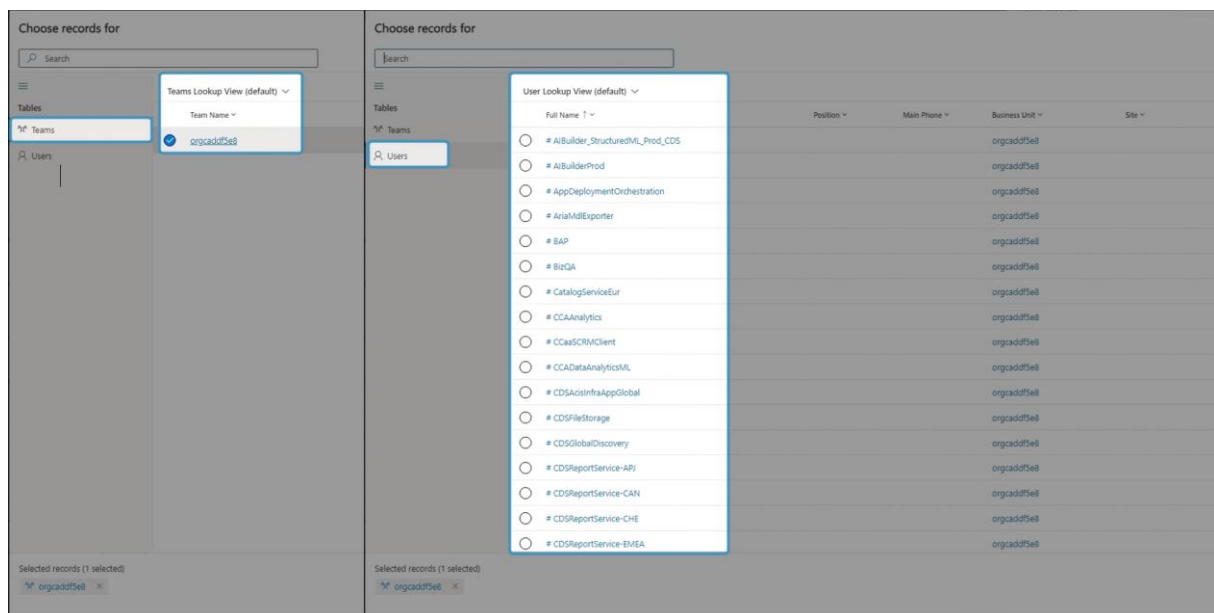 Choose records for
Search
Tables
Teams
Users
Teams Lookup View (default)
Team Name
orgcaddf5e8
Selected records (1 selected)
orgcaddf5e8
Choose records for
Search
Tables
Teams
Users
User Lookup View (default)
Full Name Position Main Phone Business Unit Site
# AIBuilder_StructuredML_Prod_CDS orgcaddf5e8
# AIBuilderProd orgcaddf5e8
# AppDeploymentOrchestration orgcaddf5e8
# AriaMdlExporter orgcaddf5e8
# BAP orgcaddf5e8
# BizQA orgcaddf5e8
# CatalogServiceEur orgcaddf5e8
# CCAAnalytics orgcaddf5e8
# CCaaSCRMClient orgcaddf5e8
# CCADataAnalyticsML orgcaddf5e8
# CDSAcisInfraAppGlobal orgcaddf5e8
# CDSFileStorage orgcaddf5e8
# CDSGlobalDiscovery orgcaddf5e8
# CDSReportService-APJ orgcaddf5e8
# CDSReportService-CAN orgcaddf5e8
# CDSReportService-CHE orgcaddf5e8
# CDSReportService-EMEA orgcaddf5e8
Selected records (1 selected)
orgcaddf5e8